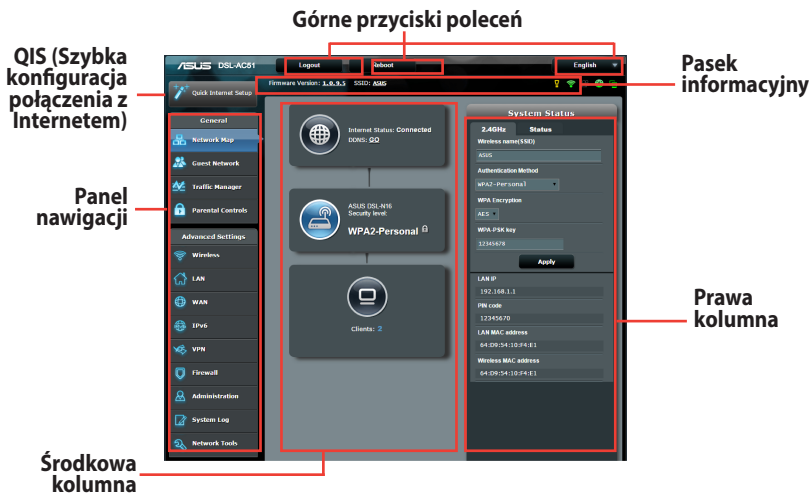 Górne przyciski poleceń
QIS (Szybka
konfiguracja
połączenia z
Internetem)
Pasek
informacyjny
Panel
nawigacji
Prawa
kolumna
Środkowa
kolumna
ASUS DSL-AC51
Logout
Reboot
English
Quick Internet Setup
Firmware Version: 1.0.9.5 SSID: ASUS
General
Network Map
Guest Network
Traffic Manager
Parental Controls
Advanced Settings
Wireless
LAN
WAN
IPv6
VPN
Firewall
Administration
System Log
Network Tools
Internet Status: Connected
DDNS: GO
ASUS DSL-N16
Security level:
WPA2-Personal
Clients: 2
System Status
2.4GHz Status
Wireless name(SSID)
ASUS
Authentication Method
WPA2-Personal
WPA Encryption
AES
WPA-PSK key
12345678
Apply
LAN IP
192.168.1.1
PIN code
12345670
LAN MAC address
64:D9:54:10:F4:E1
Wireless MAC address
64:D9:54:10:F4:E1